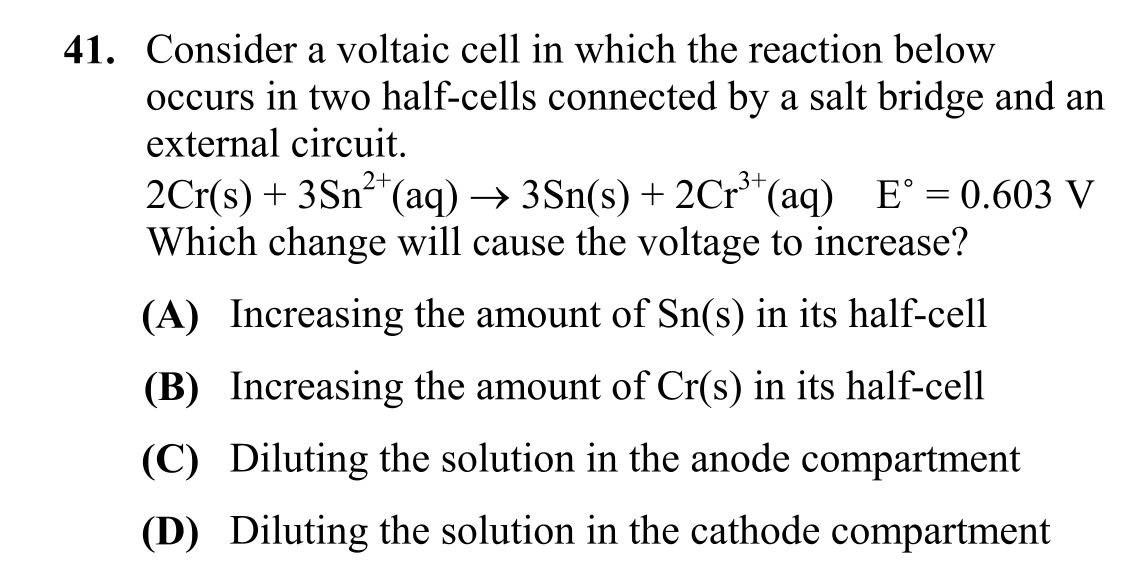 41. Consider a voltaic cell in which the reaction below
occurs in two half-cells connected by a salt bridge and an
external circuit.
2Cr(s) + 3Sn²⁺(aq) → 3Sn(s) + 2Cr³⁺(aq) E° = 0.603 V
Which change will cause the voltage to increase?
(A) Increasing the amount of Sn(s) in its half-cell
(B) Increasing the amount of Cr(s) in its half-cell
(C) Diluting the solution in the anode compartment
(D) Diluting the solution in the cathode compartment